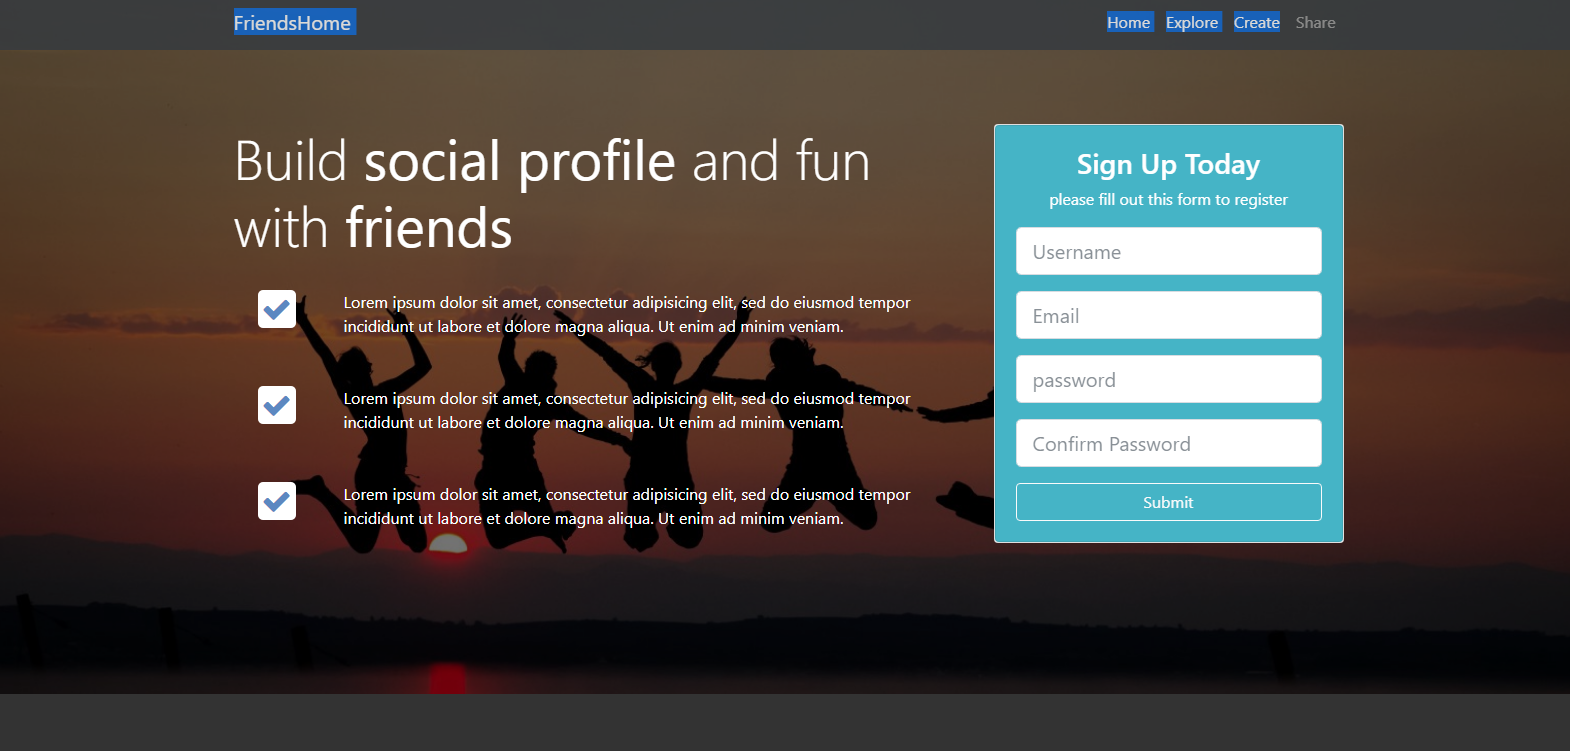 FriendsHome
Home Explore Create Share
Build social profile and fun
with friends
Lorem ipsum dolor sit amet, consectetur adipisicing elit, sed do eiusmod tempor
incididunt ut labore et dolore magna aliqua. Ut enim ad minim veniam.
Lorem ipsum dolor sit amet, consectetur adipisicing elit, sed do eiusmod tempor
incididunt ut labore et dolore magna aliqua. Ut enim ad minim veniam.
Lorem ipsum dolor sit amet, consectetur adipisicing elit, sed do eiusmod tempor
incididunt ut labore et dolore magna aliqua. Ut enim ad minim veniam.
Sign Up Today
please fill out this form to register
Username
Email
password
Confirm Password
Submit